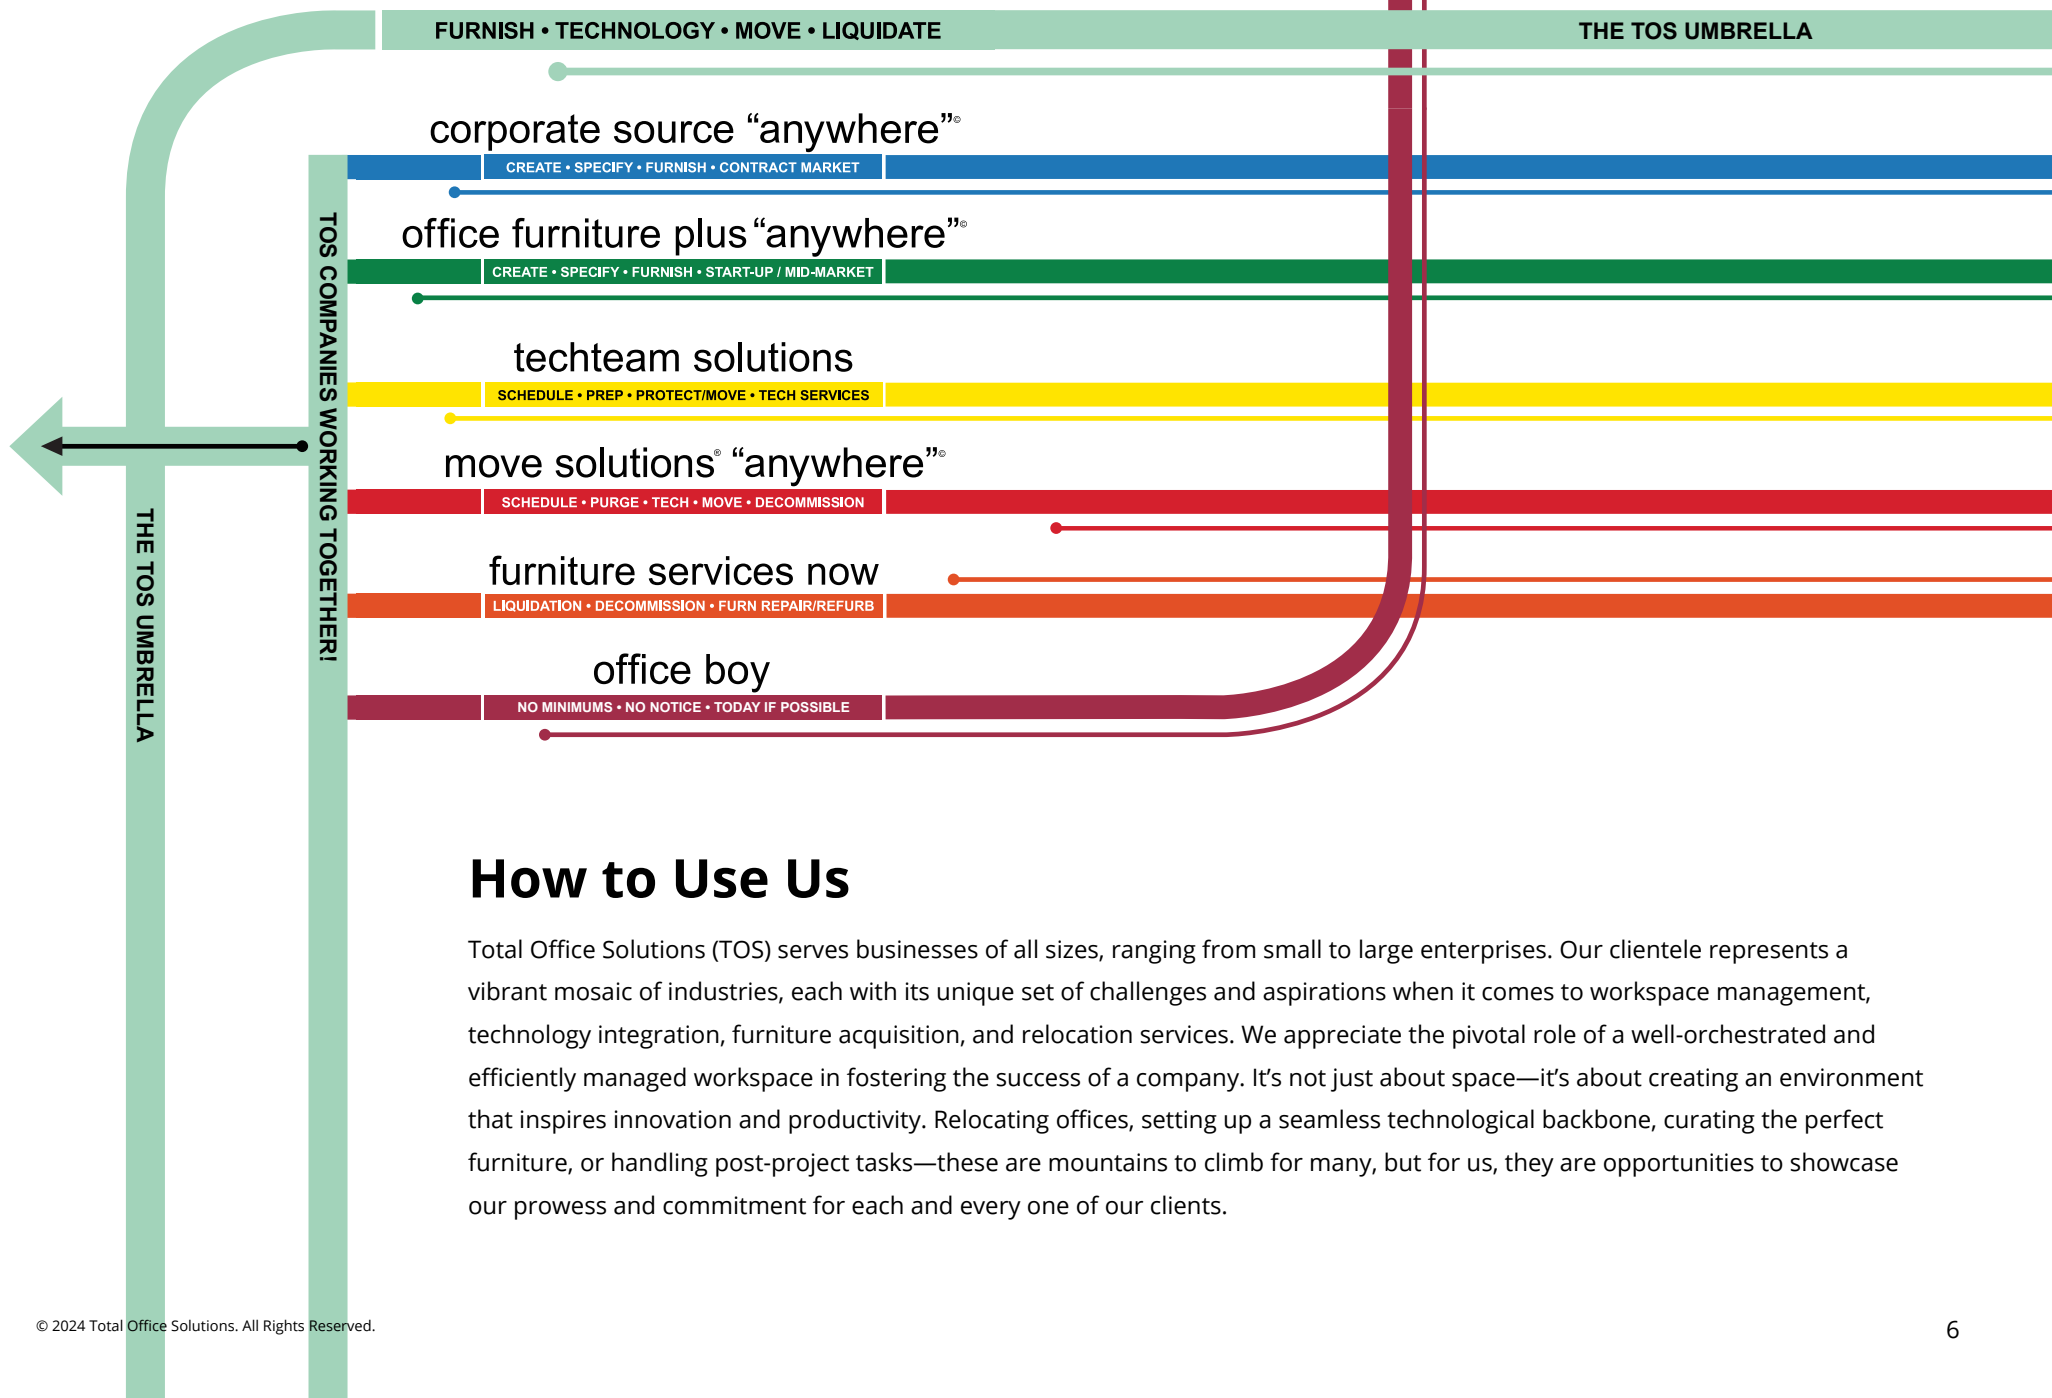 FURNISH • TECHNOLOGY • MOVE • LIQUIDATE
THE TOS UMBRELLA
corporate source “anywhere”©
CREATE • SPECIFY • FURNISH • CONTRACT MARKET
office furniture plus “anywhere”©
CREATE • SPECIFY • FURNISH • START-UP / MID-MARKET
techteam solutions
SCHEDULE • PREP • PROTECT/MOVE • TECH SERVICES
move solutions® “anywhere”©
SCHEDULE • PURGE • TECH • MOVE • DECOMMISSION
furniture services now
LIQUIDATION • DECOMMISSION • FURN REPAIR/REFURB
office boy
NO MINIMUMS • NO NOTICE • TODAY IF POSSIBLE
TOS COMPANIES WORKING TOGETHER!
THE TOS UMBRELLA
How to Use Us
Total Office Solutions (TOS) serves businesses of all sizes, ranging from small to large enterprises. Our clientele represents a
vibrant mosaic of industries, each with its unique set of challenges and aspirations when it comes to workspace management,
technology integration, furniture acquisition, and relocation services. We appreciate the pivotal role of a well-orchestrated and
efficiently managed workspace in fostering the success of a company. It’s not just about space—it’s about creating an environment
that inspires innovation and productivity. Relocating offices, setting up a seamless technological backbone, curating the perfect
furniture, or handling post-project tasks—these are mountains to climb for many, but for us, they are opportunities to showcase
our prowess and commitment for each and every one of our clients.
© 2024 Total Office Solutions. All Rights Reserved.
6